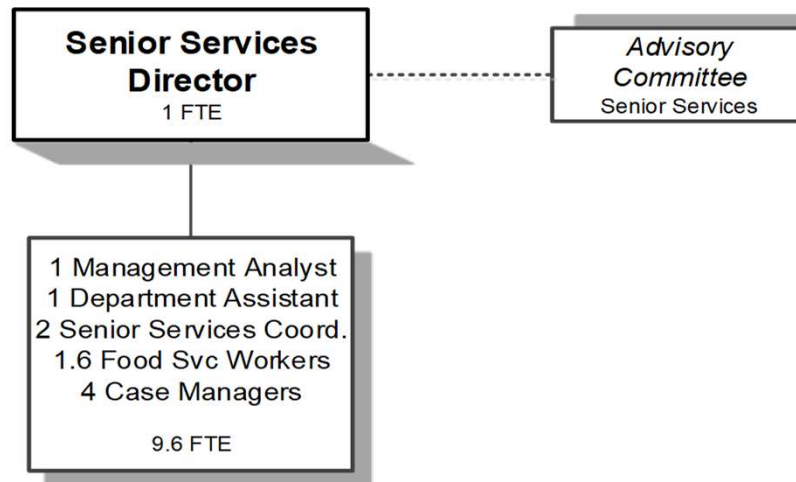 Senior Services
Director
1 FTE
Advisory
Committee
Senior Services
1 Management Analyst
1 Department Assistant
2 Senior Services Coord.
1.6 Food Svc Workers
4 Case Managers
9.6 FTE